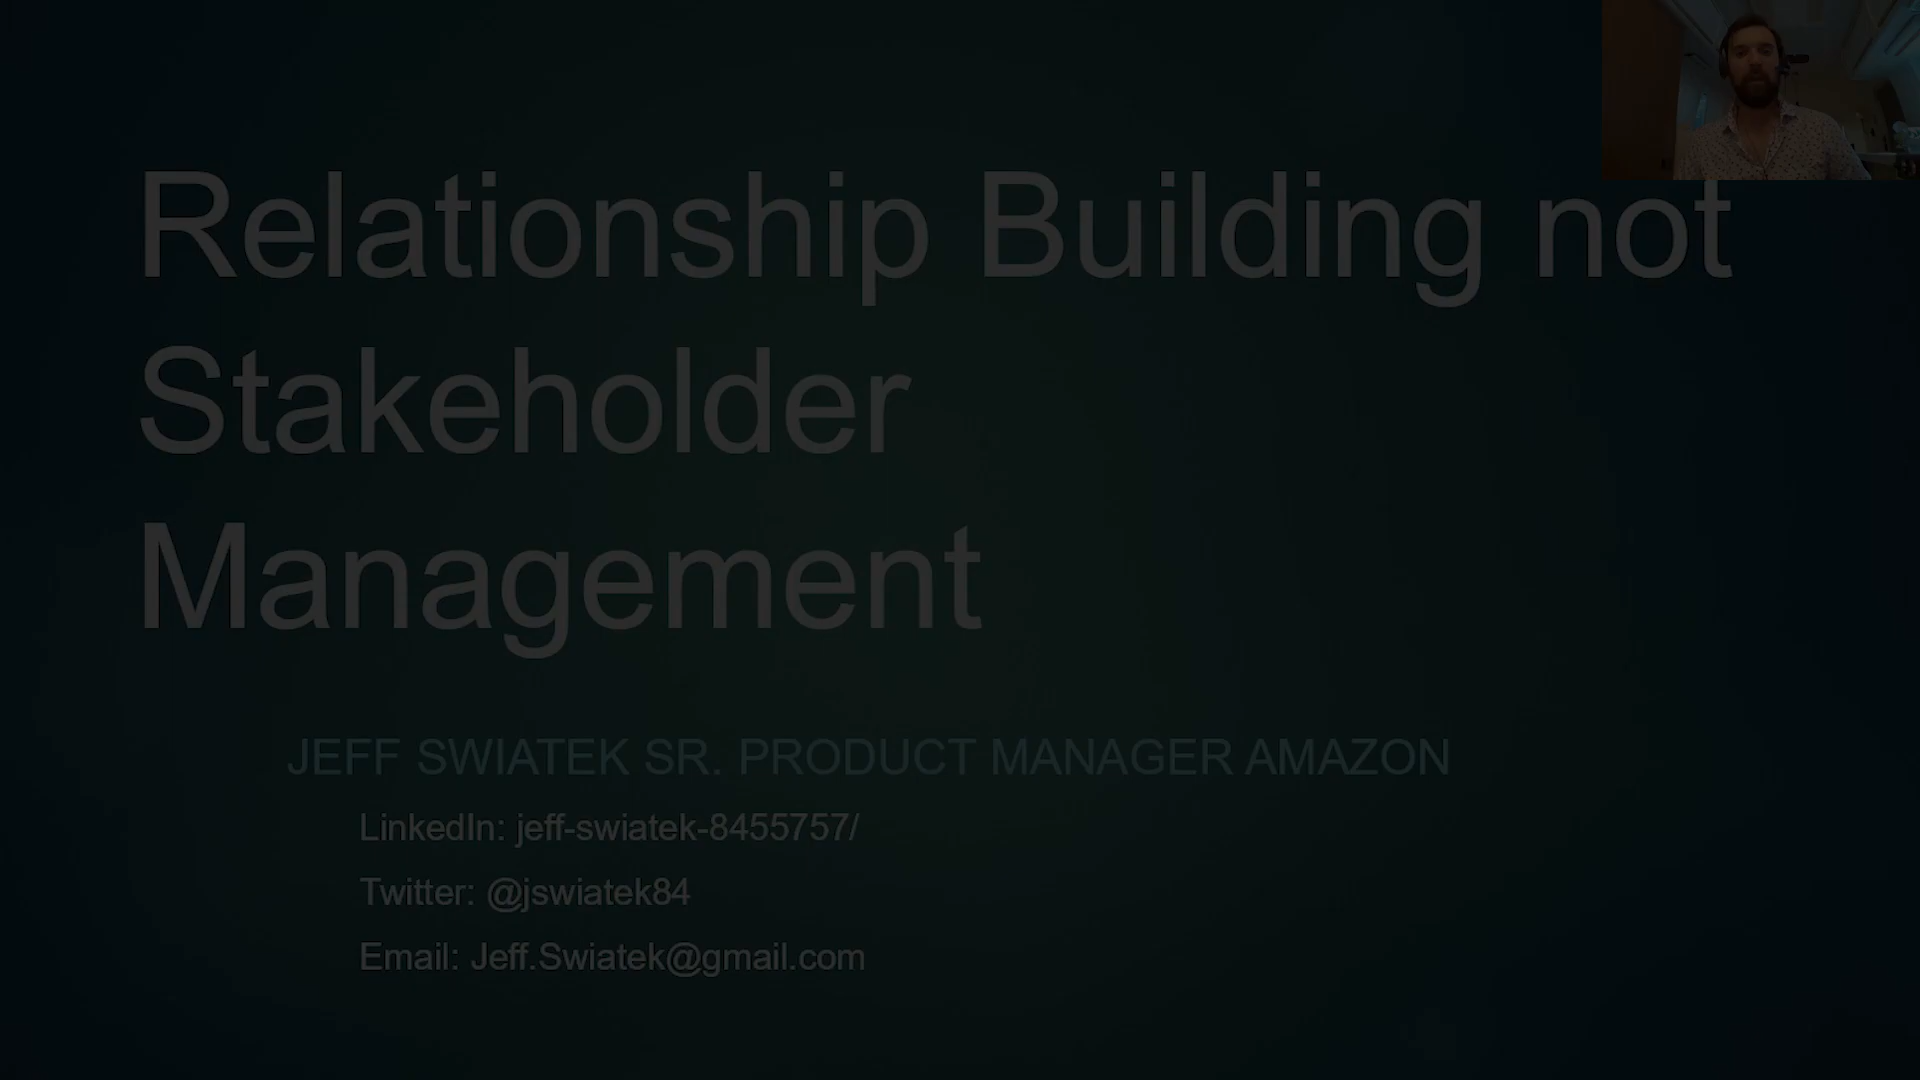 Relationship Building not
Stakeholder
Management
JEFF SWIATEK SR. PRODUCT MANAGER AMAZON
LinkedIn: jeff-swiatek-8455757/
Twitter: @jswiatek84
Email: Jeff.Swiatek@gmail.com